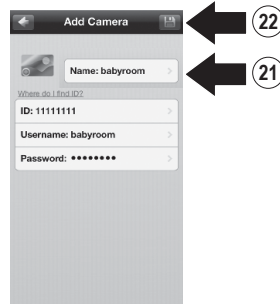 Add Camera
22
Name: babyroom
21
Where do I find ID?
ID: 11111111
Username: babyroom
Password: ••••••••